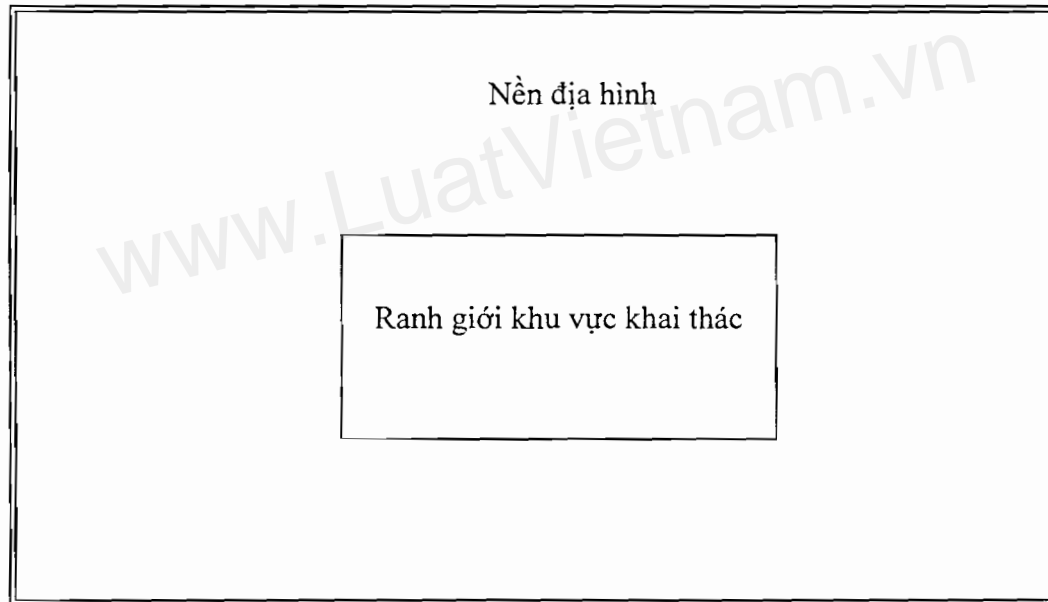 Nền địa hình
www.LuatVietnam.vn
Ranh giới khu vực khai thác